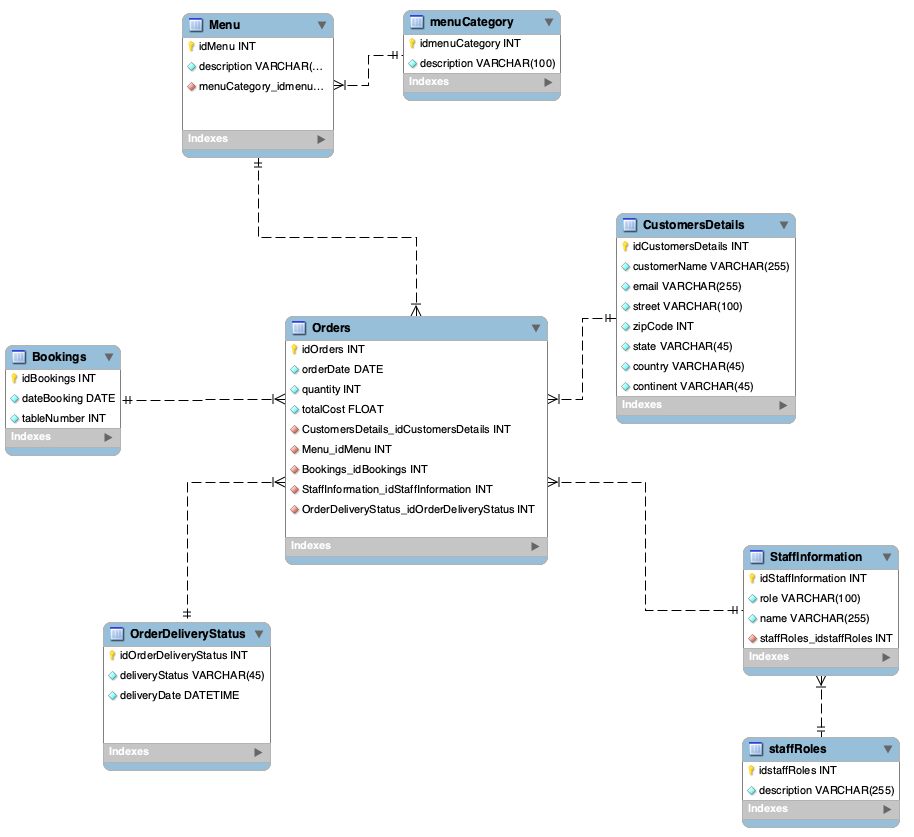 Menu
idMenu INT
description VARCHAR(...
menuCategory_idmenu...
Indexes
menuCategory
idmenuCategory INT
description VARCHAR(100)
Indexes
CustomersDetails
idCustomersDetails INT
customerName VARCHAR(255)
email VARCHAR(255)
street VARCHAR(100)
zipCode INT
state VARCHAR(45)
country VARCHAR(45)
continent VARCHAR(45)
Indexes
Orders
idOrders INT
orderDate DATE
quantity INT
totalCost FLOAT
CustomersDetails_idCustomersDetails INT
Menu_idMenu INT
Bookings_idBookings INT
StaffInformation_idStaffInformation INT
OrderDeliveryStatus_idOrderDeliveryStatus INT
Indexes
Bookings
idBookings INT
dateBooking DATE
tableNumber INT
Indexes
StaffInformation
idStaffInformation INT
role VARCHAR(100)
name VARCHAR(255)
staffRoles_idstaffRoles INT
Indexes
OrderDeliveryStatus
idOrderDeliveryStatus INT
deliveryStatus VARCHAR(45)
deliveryDate DATETIME
Indexes
staffRoles
idstaffRoles INT
description VARCHAR(255)
Indexes